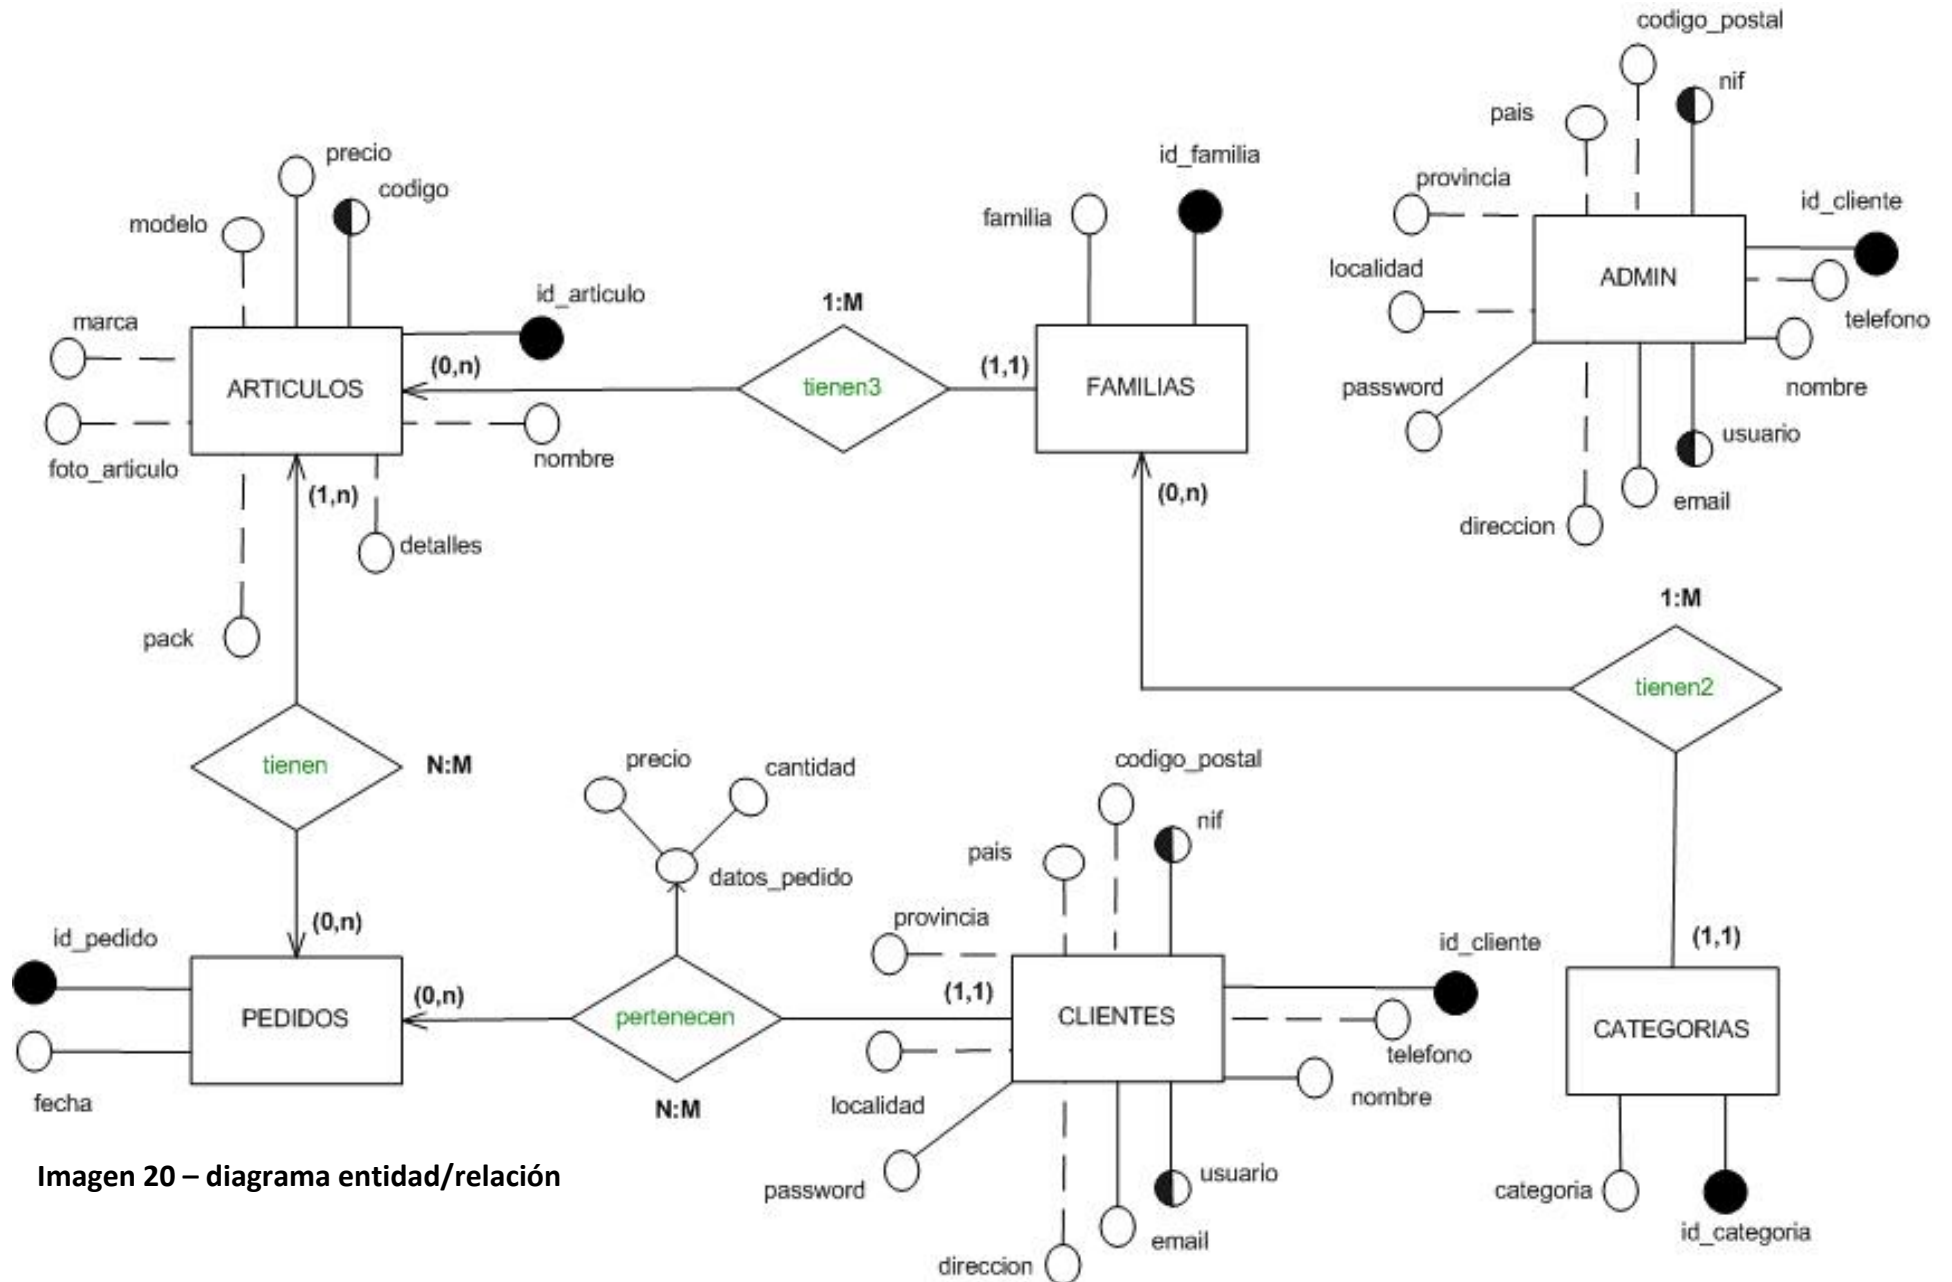 codigo_postal
nif
pais
precio
id_familia
codigo
provincia
id_cliente
familia
modelo
localidad
ADMIN
id_articulo
1:M
telefono
marca
(0,n)
(1,1)
ARTICULOS
tienen3
FAMILIAS
password
nombre
usuario
nombre
foto_articulo
(1,n)
(0,n)
email
direccion
detalles
1:M
pack
tienen2
precio
cantidad
codigo_postal
tienen
N:M
nif
pais
datos_pedido
provincia
(0,n)
id_pedido
id_cliente
(1,1)
(0,n)
(1,1)
PEDIDOS
pertenecen
CLIENTES
CATEGORIAS
telefono
fecha
localidad
nombre
N:M
Imagen 20 – diagrama entidad/relación
usuario
password
categoria
id_categoria
email
direccion